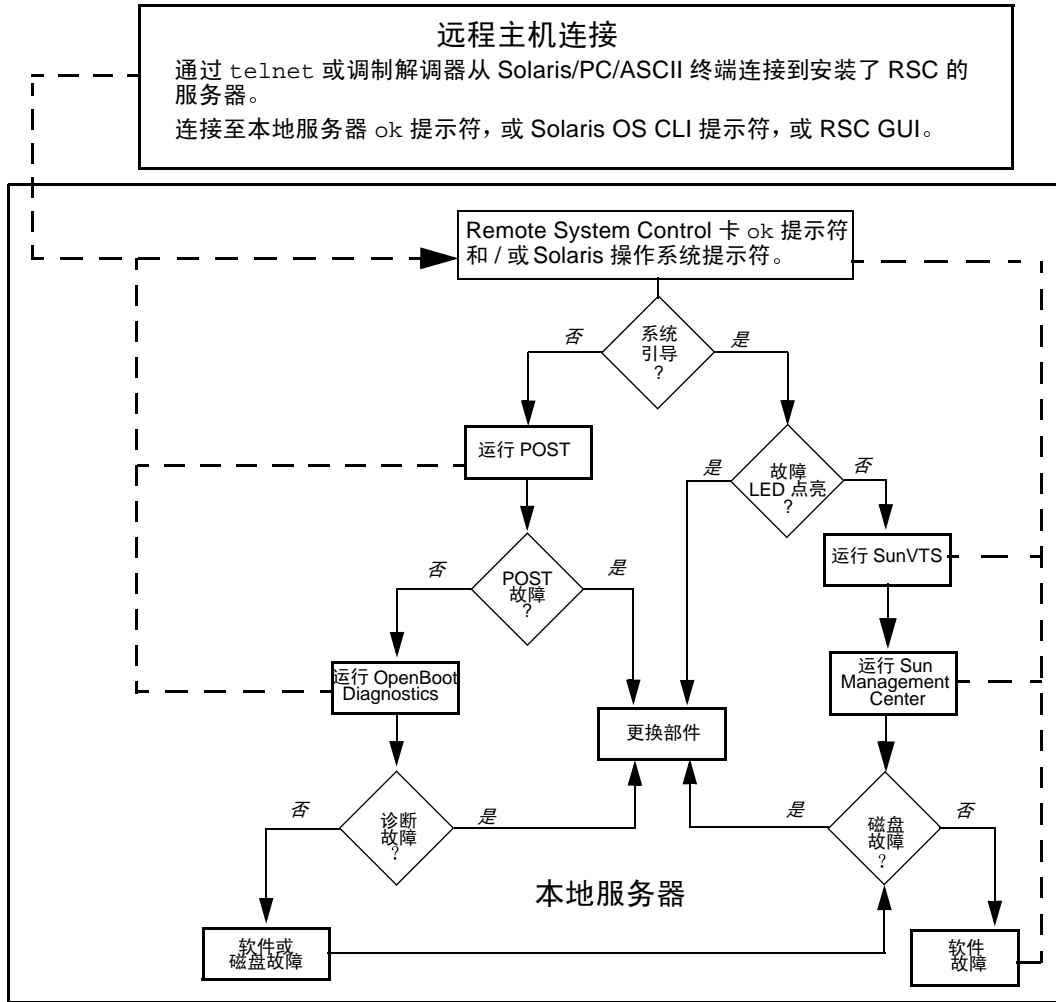 远程主机连接
通过 telnet 或调制解调器从 Solaris/PC/ASCII 终端连接到安装了 RSC 的
服务器。
连接至本地服务器 ok 提示符，或 Solaris OS CLI 提示符，或 RSC GUI。
Remote System Control 卡 ok 提示符
和 / 或 Solaris 操作系统提示符。
否
系统
引导
?
是
运行 POST
是
故障
LED 点亮
?
否
运行 SunVTS
否
POST
故障
?
是
运行 OpenBoot
Diagnostics
更换部件
运行 Sun
Management
Center
否
诊断
故障
?
是
是
磁盘
故障
?
否
本地服务器
软件或
磁盘故障
软件
故障